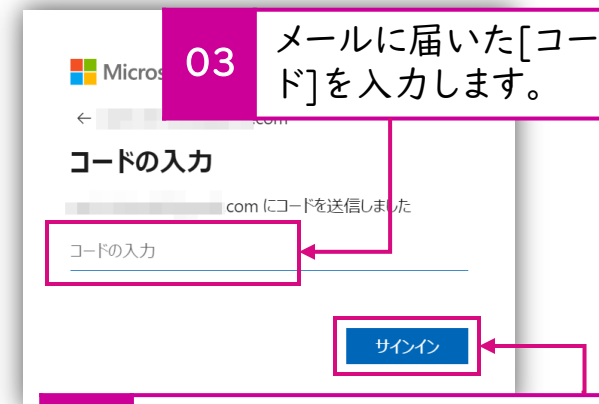 03
メールに届いた[コー
ド]を入力します。
Micros
←
.com
コードの入力
com にコードを送信しました
コードの入力
サインイン